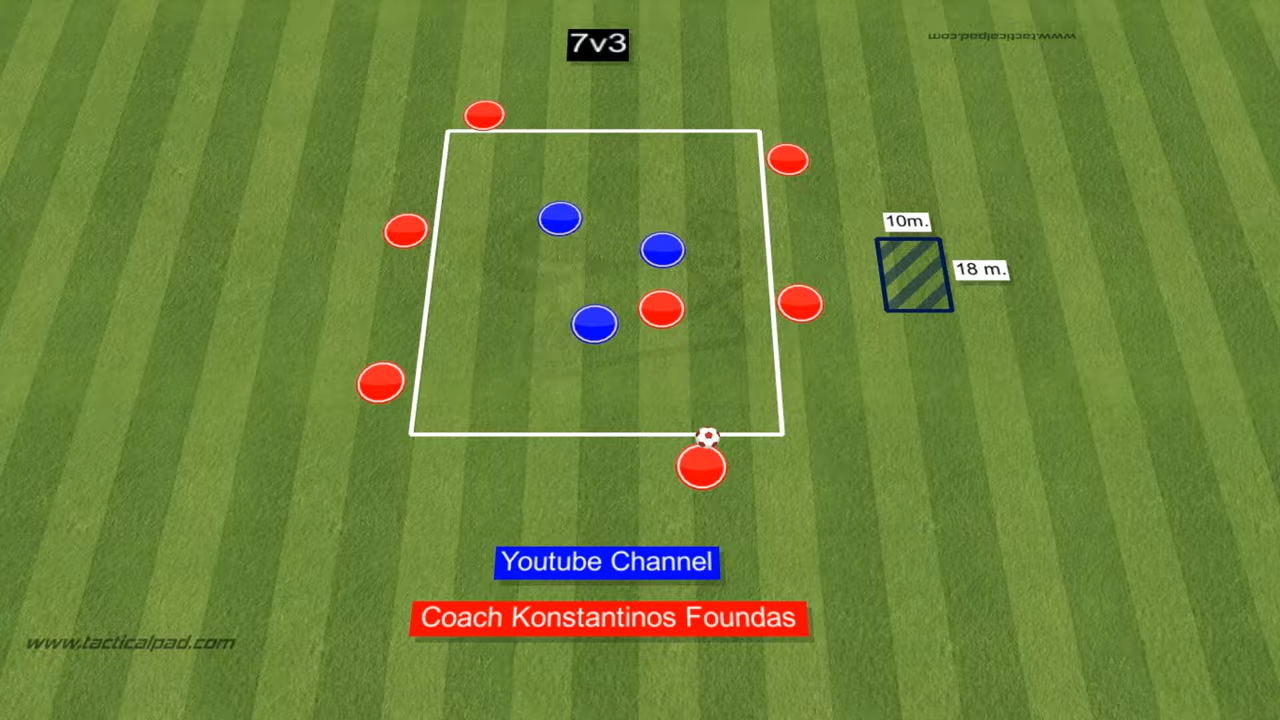 7v3
www.tacticalpad.com
10m.
18 m.
Youtube Channel
Coach Konstantinos Foundas
www.tacticalpad.com